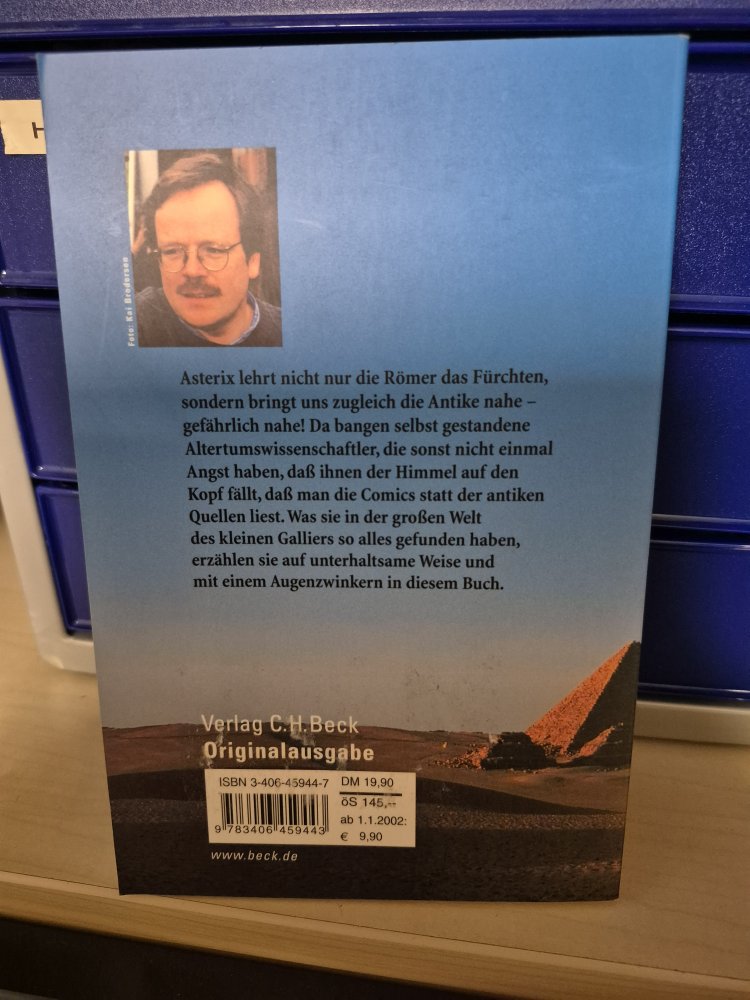 H
Foto: Kai Brodersen
Asterix lehrt nicht nur die Römer das Fürchten,
sondern bringt uns zugleich die Antike nahe –
gefährlich nahe! Da bangen selbst gestandene
Altertumswissenschaftler, die sonst nicht einmal
Angst haben, daß ihnen der Himmel auf den
Kopf fällt, daß man die Comics statt der antiken
Quellen liest. Was sie in der großen Welt
des kleinen Galliers so alles gefunden haben,
erzählen sie auf unterhaltsame Weise und
mit einem Augenzwinkern in diesem Buch.
Verlag C.H.Beck
Originalausgabe
ISBN 3-406-45944-7
9 783406 459443
DM 19,90
öS 145,--
ab 1.1.2002:
€ 9,90
www.beck.de